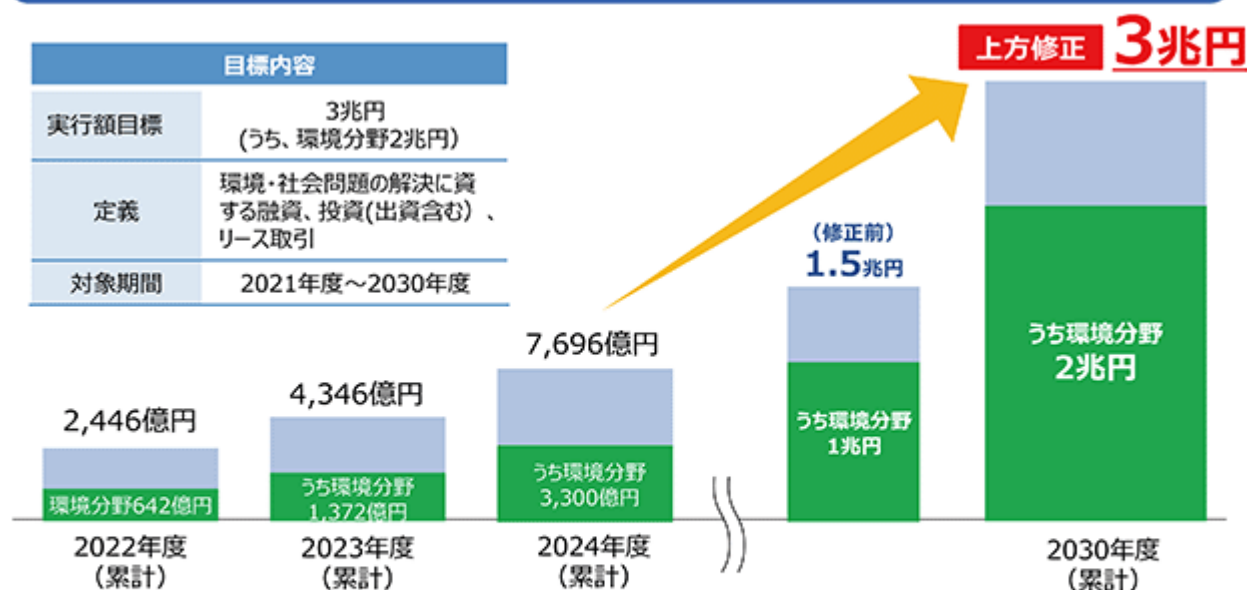 上方修正 3兆円
目標内容
実行額目標
3兆円
(うち、環境分野2兆円)
定義
環境・社会問題の解決に資
する融資、投資(出資含む)、
リース取引
対象期間
2021年度~2030年度
2,446億円
環境分野642億円
2022年度
(累計)
4,346億円
うち環境分野
1,372億円
2023年度
(累計)
7,696億円
うち環境分野
3,300億円
2024年度
(累計)
(修正前)
1.5兆円
うち環境分野
1兆円
うち環境分野
2兆円
2030年度
(累計)